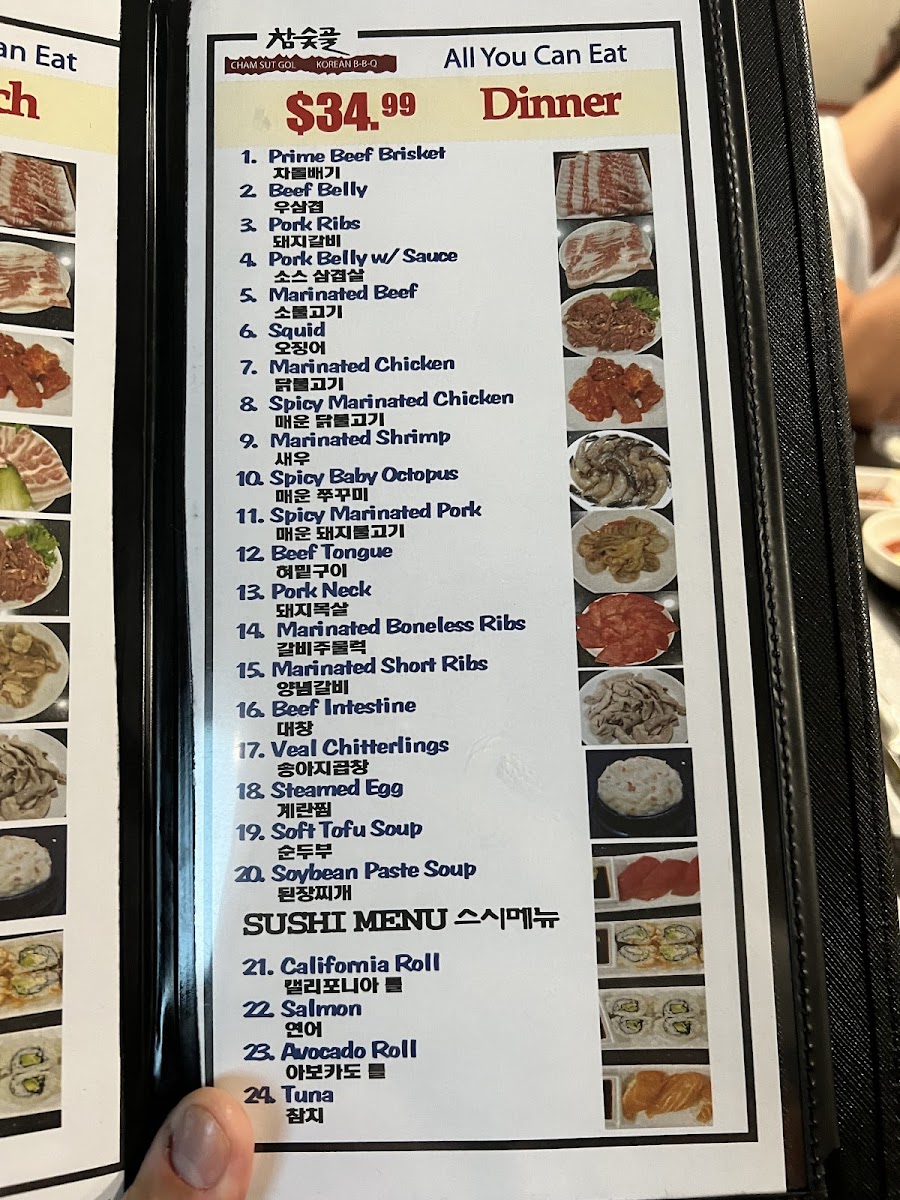 an Eat
ch
참숯골
CHAM SUT GOL KOREAN B-B-Q
All You Can Eat
$34.99 Dinner
1. Prime Beef Brisket
차돌배기
2. Beef Belly
우삼겹
3. Pork Ribs
돼지갈비
4. Pork Belly w/ Sauce
소스 삼겹살
5. Marinated Beef
소불고기
6. Squid
오징어
7. Marinated Chicken
닭불고기
8. Spicy Marinated Chicken
매운 닭불고기
9. Marinated Shrimp
새우
10. Spicy Baby Octopus
매운 쭈꾸미
11. Spicy Marinated Pork
매운 돼지불고기
12. Beef Tongue
혀밑구이
13. Pork Neck
돼지목살
14. Marinated Boneless Ribs
갈비주물럭
15. Marinated Short Ribs
양념갈비
16. Beef Intestine
대창
17. Veal Chitterlings
송아지곱창
18. Steamed Egg
계란찜
19. Soft Tofu Soup
순두부
20. Soybean Paste Soup
된장찌개
SUSHI MENU 스시메뉴
21. California Roll
캘리포니아 롤
22. Salmon
연어
23. Avocado Roll
아보카도 롤
24. Tuna
참치